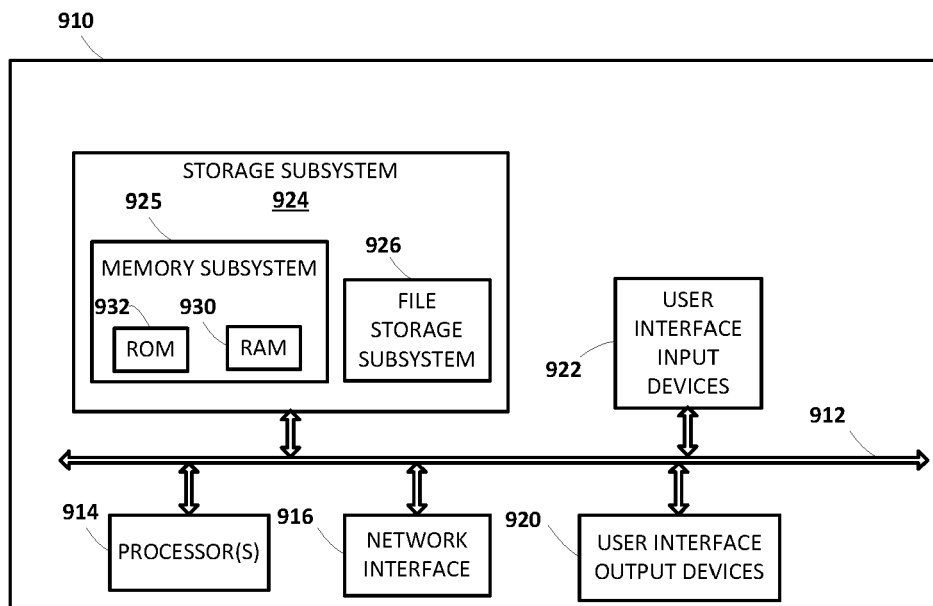 910
STORAGE SUBSYSTEM
924
925
MEMORY SUBSYSTEM
932
ROM
930
RAM
926
FILE
STORAGE
SUBSYSTEM
922
USER
INTERFACE
INPUT
DEVICES
912
914
PROCESSOR(S)
916
NETWORK
INTERFACE
920
USER INTERFACE
OUTPUT DEVICES